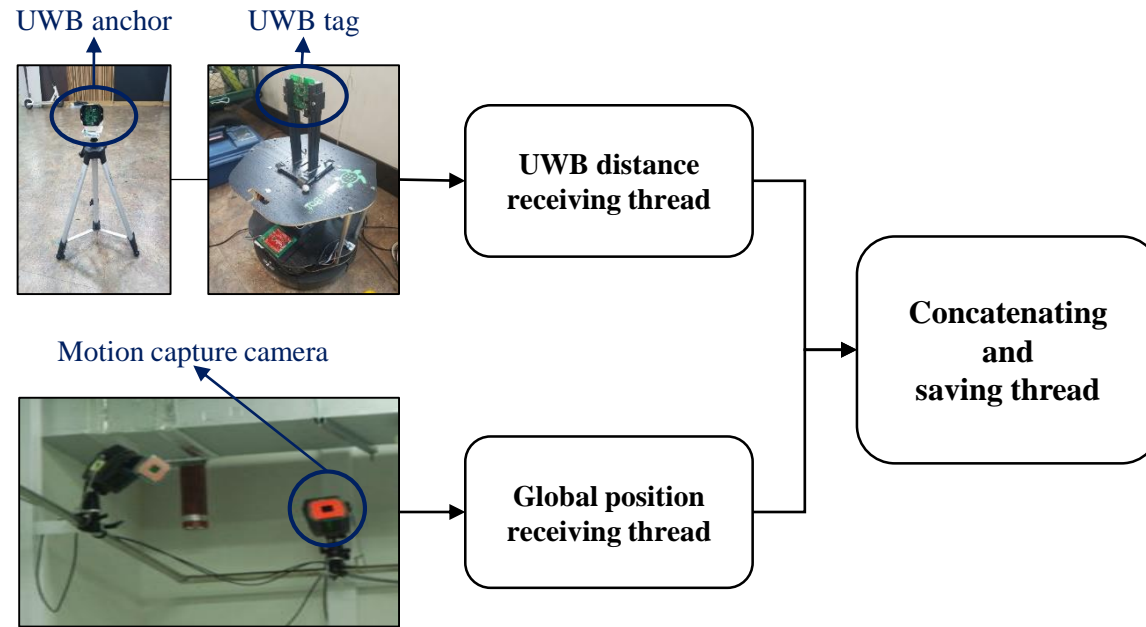 UWB anchor
UWB tag
UWB distance
receiving thread
Concatenating
and
saving thread
Motion capture camera
Global position
receiving thread